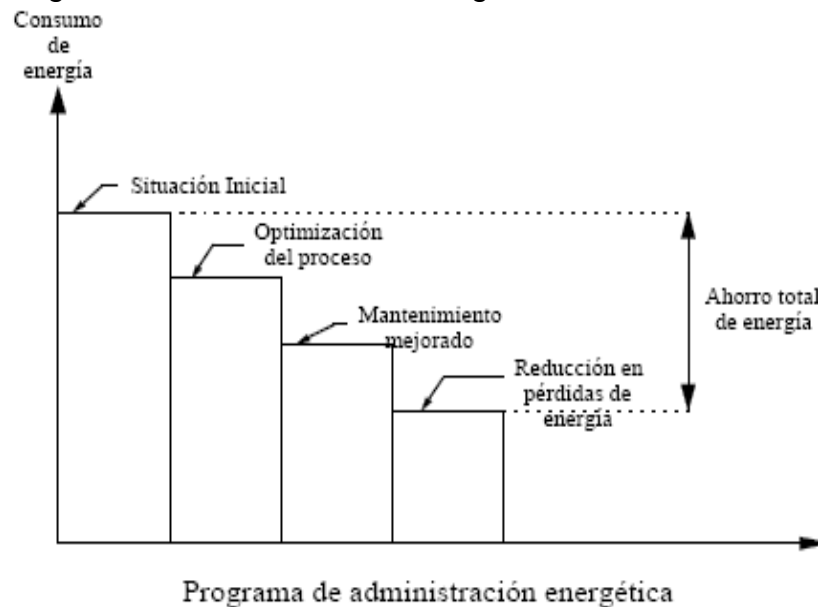 Consumo
de
energía
Situación Inicial
Optimización
del proceso
Mantenimiento
mejorado
Reducción en
pérdidas de
energía
Ahorro total
de energía
Programa de administración energética